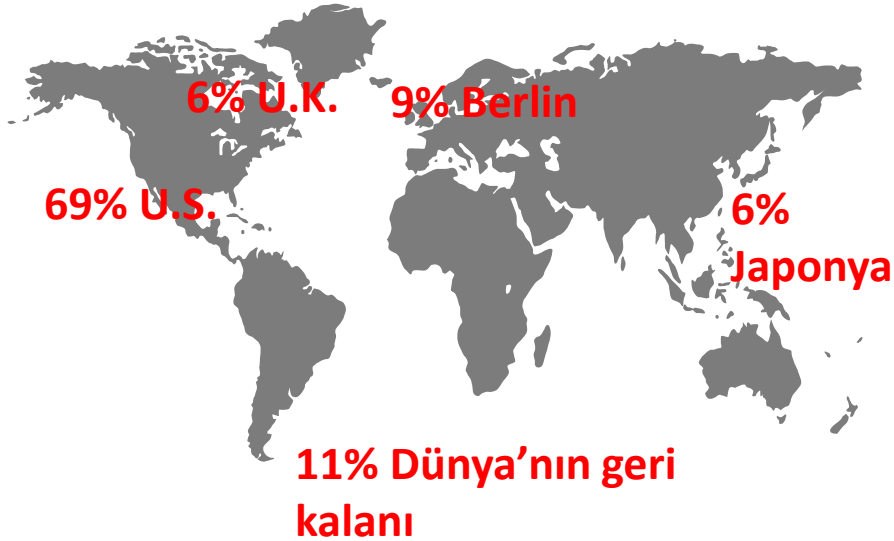 6% U.K.
9% Berlin
69% U.S.
6%
Japonya
11% Dünya’nın geri
kalanı